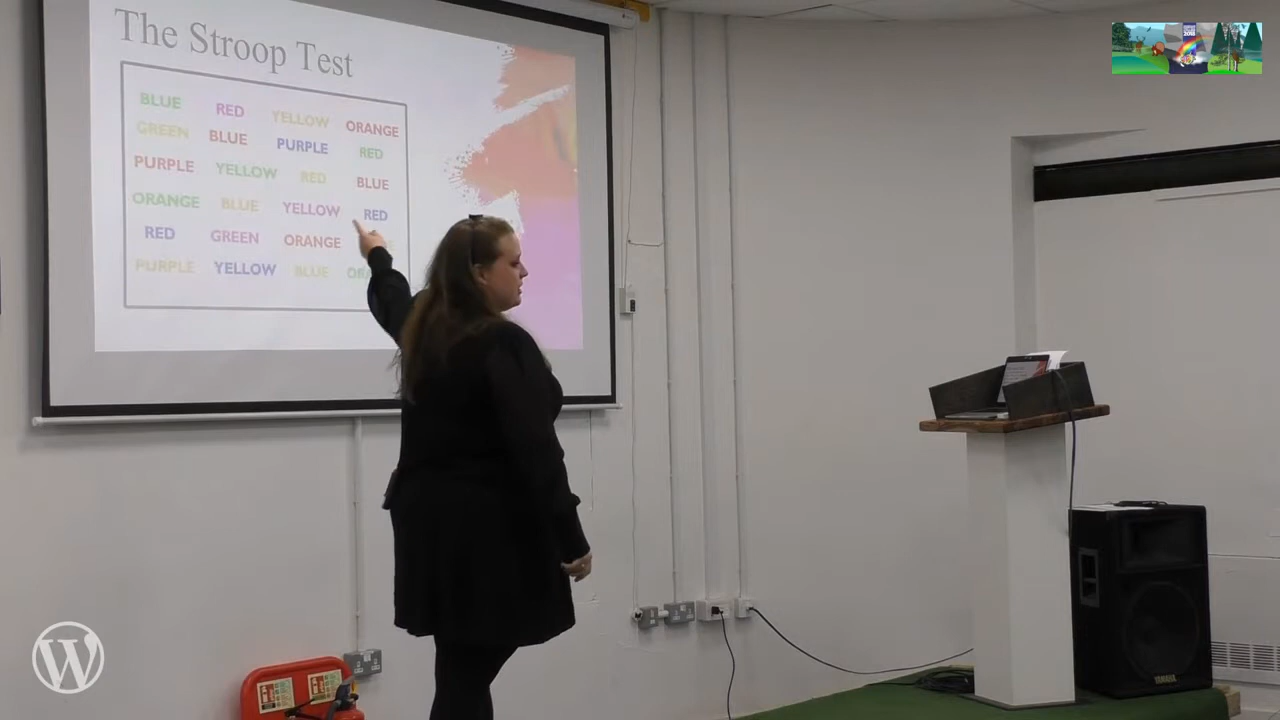 The Stroop Test
BLUE RED YELLOW ORANGE
GREEN BLUE PURPLE RED
PURPLE YELLOW RED BLUE
ORANGE BLUE YELLOW RED
RED GREEN ORANGE
PURPLE YELLOW BLUE
YAMAHA